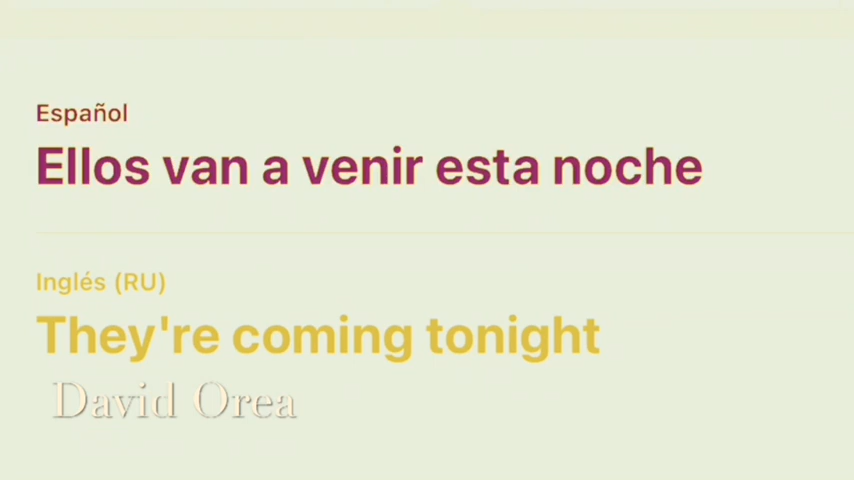 Español
Ellos van a venir esta noche
Inglés (RU)
They're coming tonight
David Orea